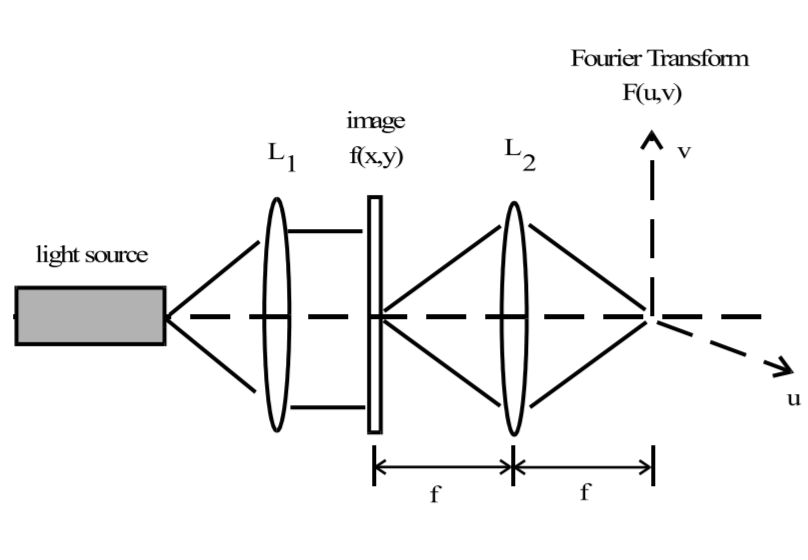 Fourier Transform
F(u,v)
image
f(x,y)
L1
L2
v
light source
u
f
f